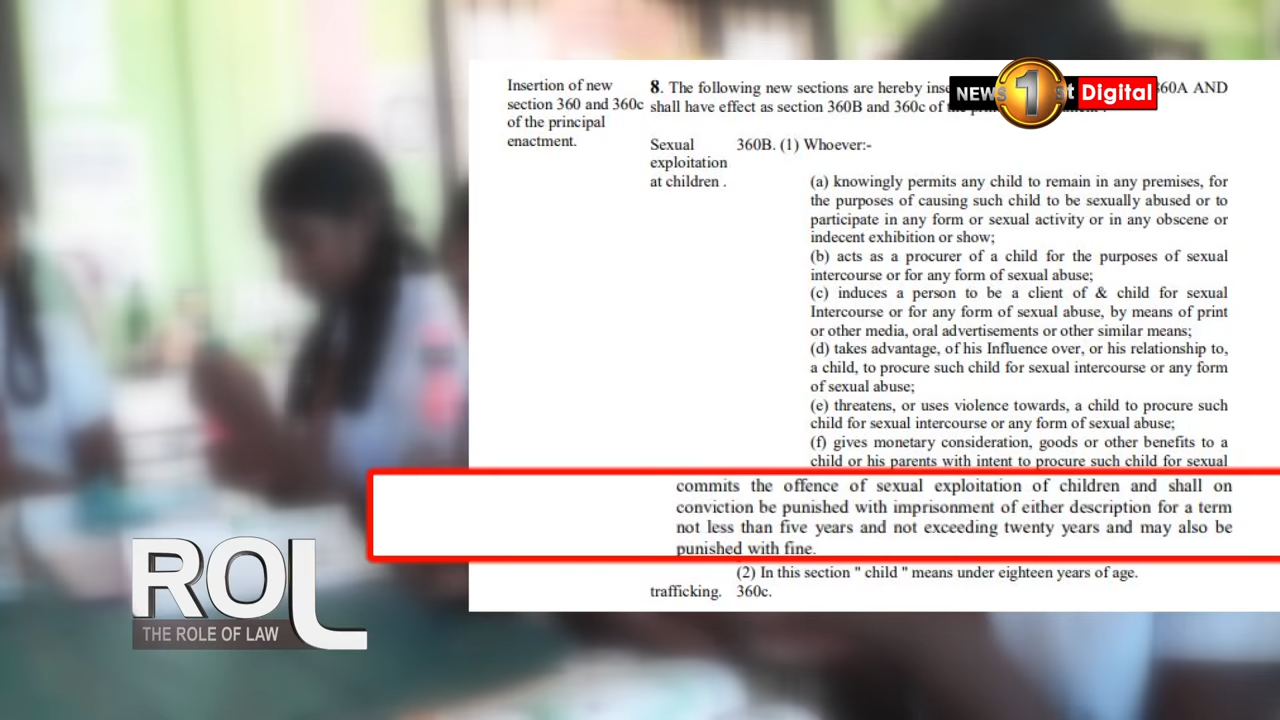 Insertion of new
section 360 and 360c
of the principal
enactment.
8. The following new sections are hereby 60A AND
shall have effect as section 360B and 360c of
NEWS 1st Digital
Sexual
exploitation
at children .
360B. (1) Whoever:-
(a) knowingly permits any child to remain in any premises, for
the purposes of causing such child to be sexually abused or to
participate in any form or sexual activity or in any obscene or
indecent exhibition or show;
(b) acts as a procurer of a child for the purposes of sexual
intercourse or for any form of sexual abuse;
(c) induces a person to be a client of & child for sexual
Intercourse or for any form of sexual abuse, by means of print
or other media, oral advertisements or other similar means;
(d) takes advantage, of his Influence over, or his relationship to,
a child, to procure such child for sexual intercourse or any form
of sexual abuse;
(e) threatens, or uses violence towards, a child to procure such
child for sexual intercourse or any form of sexual abuse;
(f) gives monetary consideration, goods or other benefits to a
child or his parents with intent to procure such child for sexual
commits the offence of sexual exploitation of children and shall on
conviction be punished with imprisonment of either description for a term
not less than five years and not exceeding twenty years and may also be
punished with fine.
(2) In this section " child " means under eighteen years of age.
trafficking. 360c.
ROL
THE ROLE OF LAW